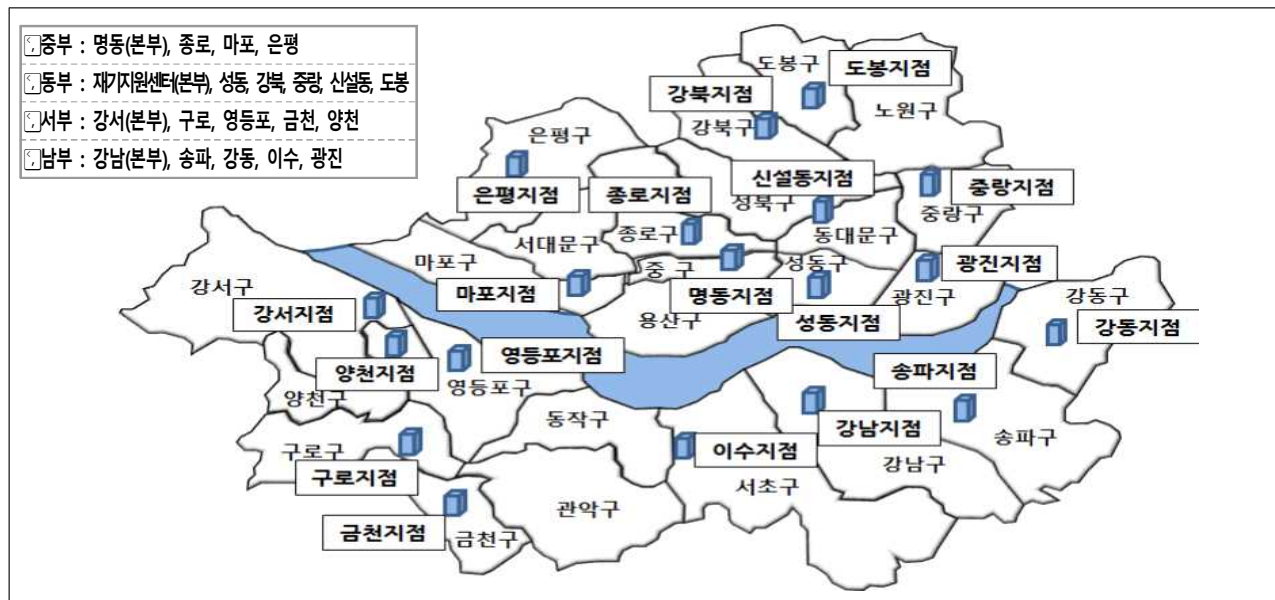 중부 : 명동(본부), 종로, 마포, 은평
동부 : 재기지원센터(본부), 성동, 강북, 중랑, 신설동, 도봉
서부 : 강서(본부), 구로, 영등포, 금천, 양천
남부 : 강남(본부), 송파, 강동, 이수, 광진
도봉구
도봉지점
강북지점
노원구
강북구
은평구
신설동지점
은평지점
종로지점
중랑지점
성북구
중랑구
서대문구
종로구
동대문구
마포구
중 구
성동구
광진지점
강서구
마포지점
명동지점
광진구
강동구
강서지점
용산구
성동지점
강동지점
양천지점
영등포지점
송파지점
영등포구
양천구
동작구
강남지점
송파구
구로구
이수지점
강남구
구로지점
서초구
관악구
금천지점
금천구